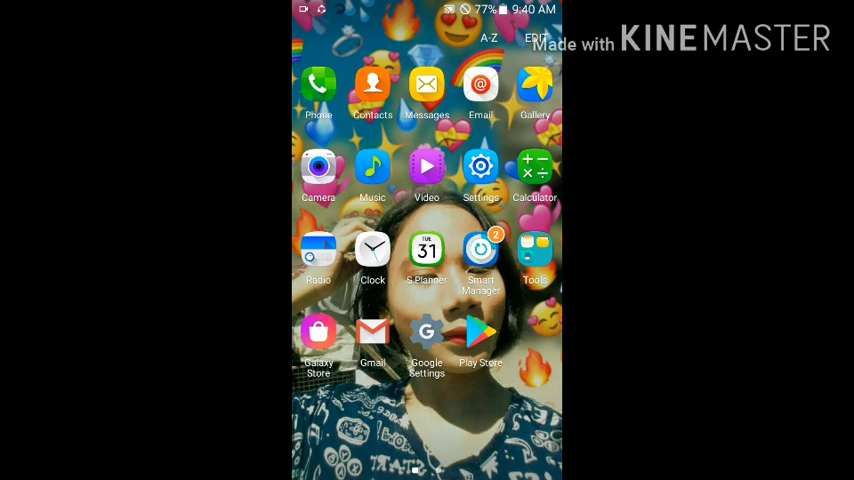 77% 9:40 AM
A-Z EDIT
Made with KINEMASTER
Phone Contacts Messages Email Gallery
Camera Music Video Settings Calculator
TUE
31
2
Radio Clock S Planner Smart Manager Tools
Galaxy Store Gmail Google Settings Play Store